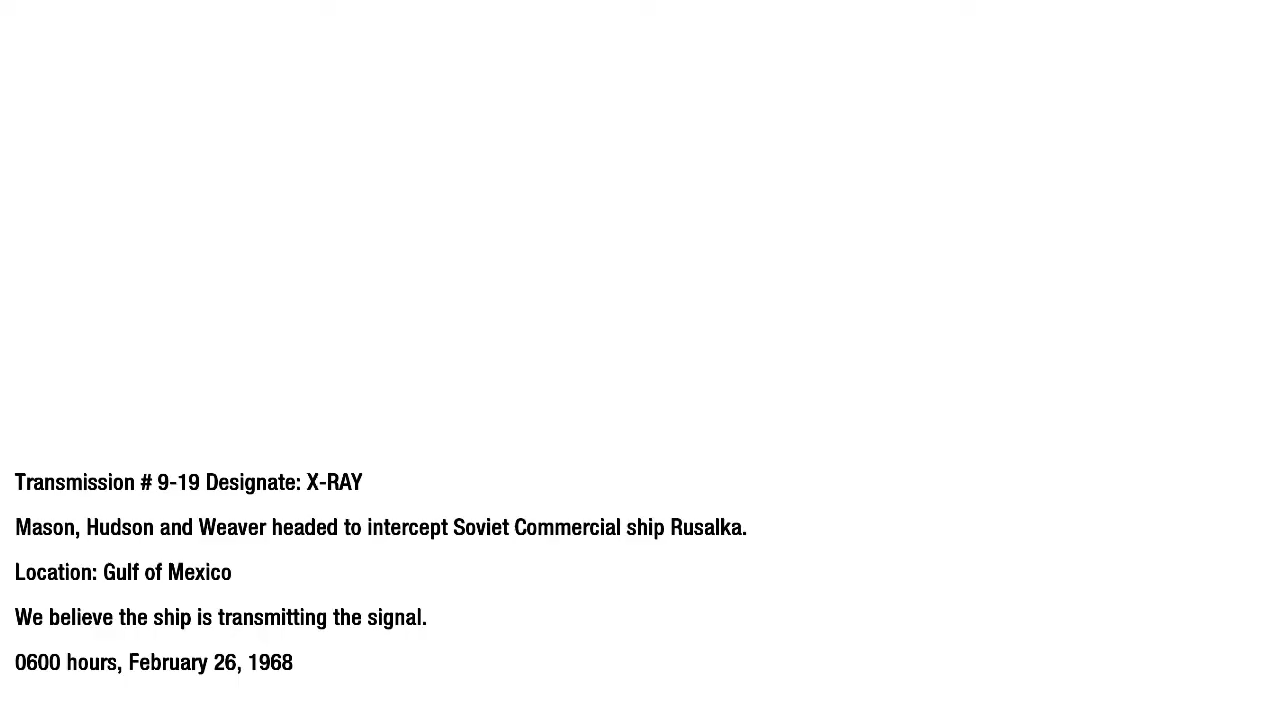 Transmission # 9-19 Designate: X-RAY
Mason, Hudson and Weaver headed to intercept Soviet Commercial ship Rusalka.
Location: Gulf of Mexico
We believe the ship is transmitting the signal.
0600 hours, February 26, 1968